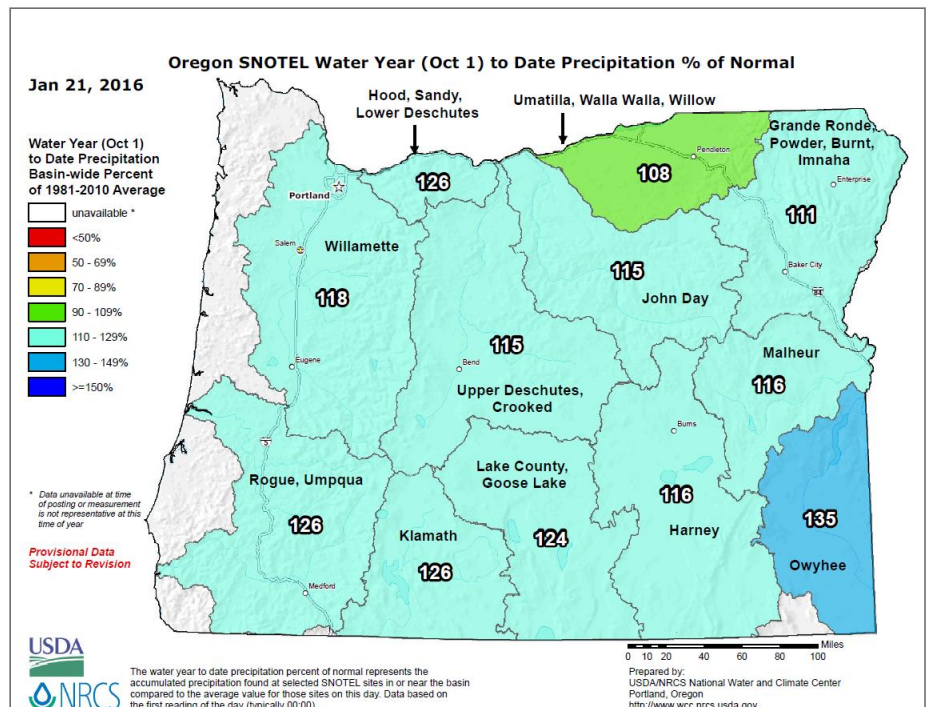 Oregon SNOTEL Water Year (Oct 1) to Date Precipitation % of Normal
Jan 21, 2016
Hood, Sandy,
Lower Deschutes
Umatilla, Walla Walla, Willow
Water Year (Oct 1)
to Date Precipitation
Basin-wide Percent
of 1981-2010 Average
unavailable *
<50%
50 - 69%
70 - 89%
90 - 109%
110 - 129%
130 - 149%
>=150%
* Data unavailable at time
of posting or measurement
is not representative at this
time of year
Provisional Data
Subject to Revision
Grande Ronde,
Powder, Burnt,
Imnaha
Pendleton
108
126
Portland
Enterprise
111
Salem
Willamette
115
John Day
Baker City
84
118
115
Malheur
Eugene
Bend
116
Upper Deschutes,
Crooked
Burns
5
Lake County,
Goose Lake
Rogue, Umpqua
116
126
Klamath
124
Harney
135
126
Owyhee
Medford
Miles
0 10 20 40 60 80 100
USDA
NRCS
The water year to date precipitation percent of normal represents the
accumulated precipitation found at selected SNOTEL sites in or near the basin
compared to the average value for those sites on this day. Data based on
the first reading of the day (typically 00:00).
Prepared by:
USDA/NRCS National Water and Climate Center
Portland, Oregon
http://www.wcc.nrcs.usda.gov